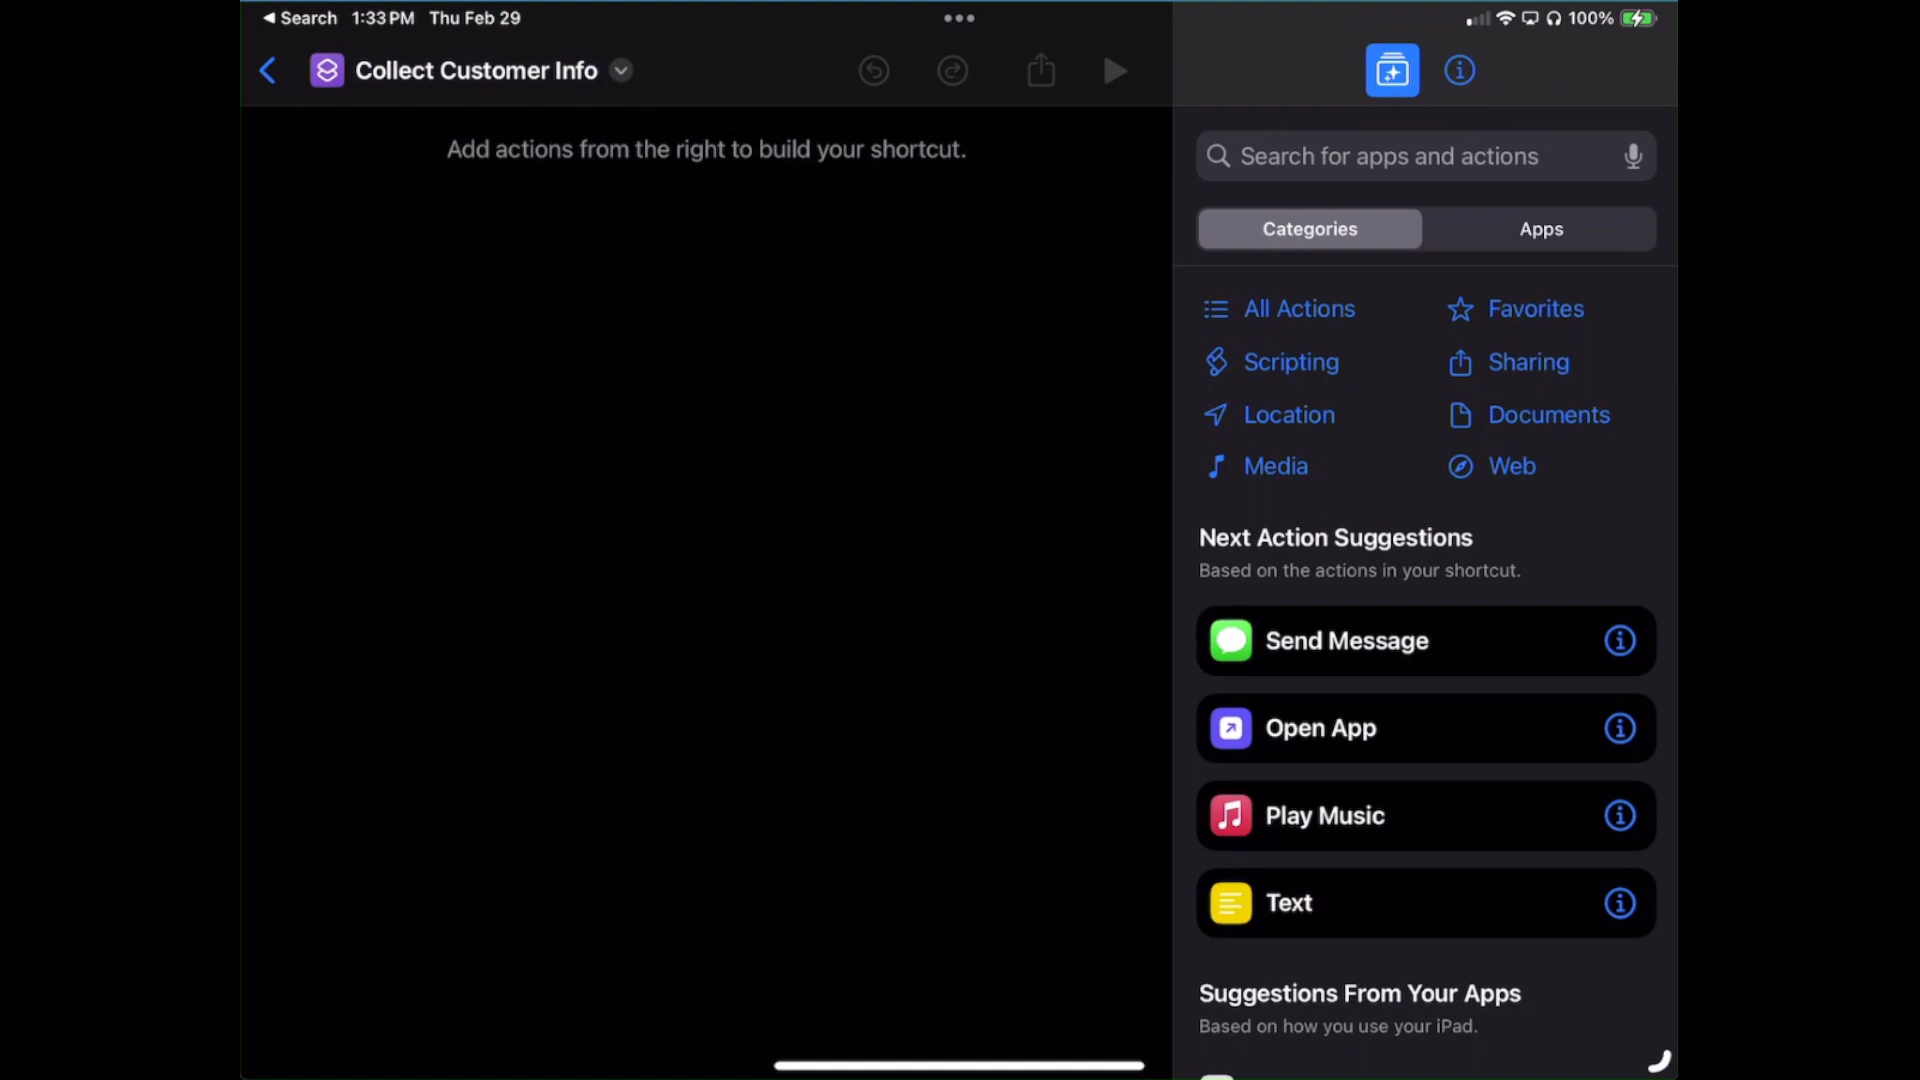 ◀ Search 1:33 PM Thu Feb 29
100%
Collect Customer Info
Add actions from the right to build your shortcut.
Search for apps and actions
Categories
Apps
All Actions
Favorites
Scripting
Sharing
Location
Documents
Media
Web
Next Action Suggestions
Based on the actions in your shortcut.
Send Message
Open App
Play Music
Text
Suggestions From Your Apps
Based on how you use your iPad.